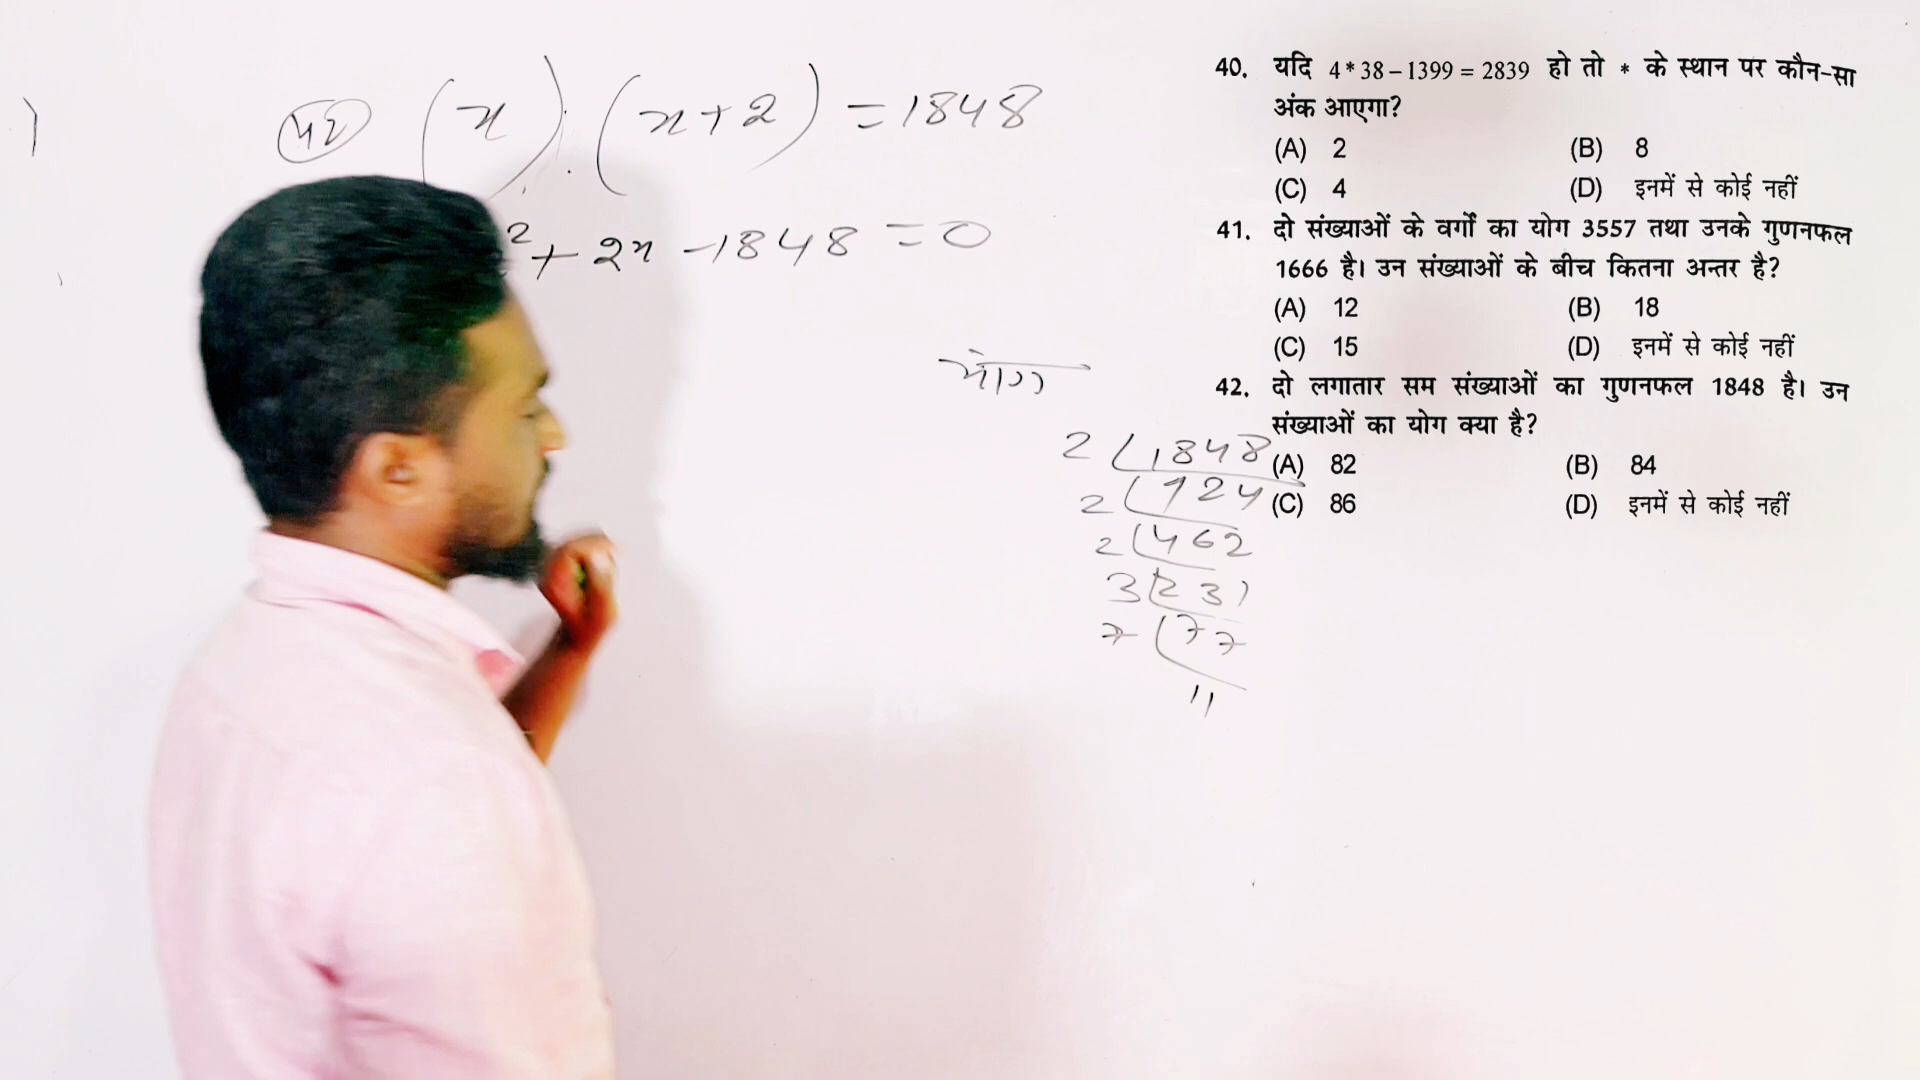 42 (x) . (x+2) = 1848
² + 2x - 1848 = 0
2 1848
2 924
2 462
3 231
7 77
11
40. यदि 4*38–1399 = 2839 हो तो * के स्थान पर कौन-सा
अंक आएगा?
(A) 2 (B) 8
(C) 4 (D) इनमें से कोई नहीं
41. दो संख्याओं के वर्गों का योग 3557 तथा उनके गुणनफल
1666 है। उन संख्याओं के बीच कितना अन्तर है?
(A) 12 (B) 18
(C) 15 (D) इनमें से कोई नहीं
42. दो लगातार सम संख्याओं का गुणनफल 1848 है। उन
संख्याओं का योग क्या है?
(A) 82 (B) 84
(C) 86 (D) इनमें से कोई नहीं